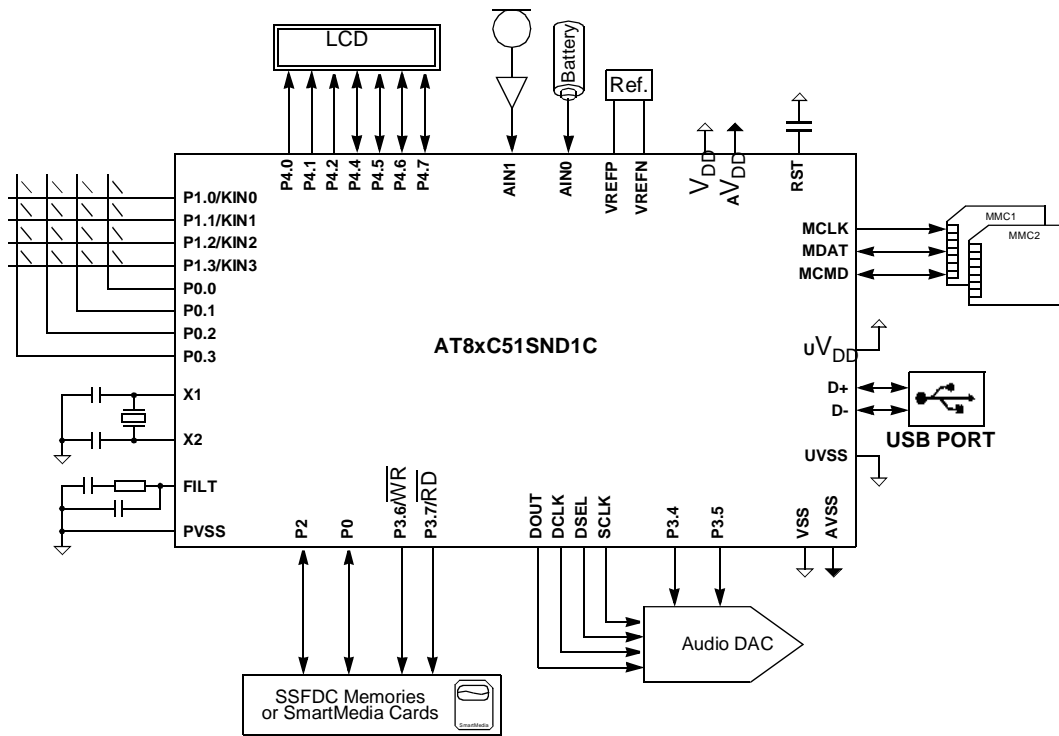 LCD
Battery
Ref.
P4.0
P4.1
P4.2
P4.4
P4.5
P4.6
P4.7
AIN1
AIN0
VREFP
VREFN
VDD
AVDD
RST
P1.0/KIN0
P1.1/KIN1
P1.2/KIN2
P1.3/KIN3
P0.0
P0.1
P0.2
P0.3
X1
X2
FILT
PVSS
AT8xC51SND1C
MCLK
MDAT
MCMD
MMC1
MMC2
UVDD
D+
D-
USB PORT
UVSS
P2
P0
P3.6/WR
P3.7/RD
DOUT
DCLK
DSEL
SCLK
P3.4
P3.5
VSS
AVSS
Audio DAC
SSFDC Memories
or SmartMedia Cards
SmartMedia